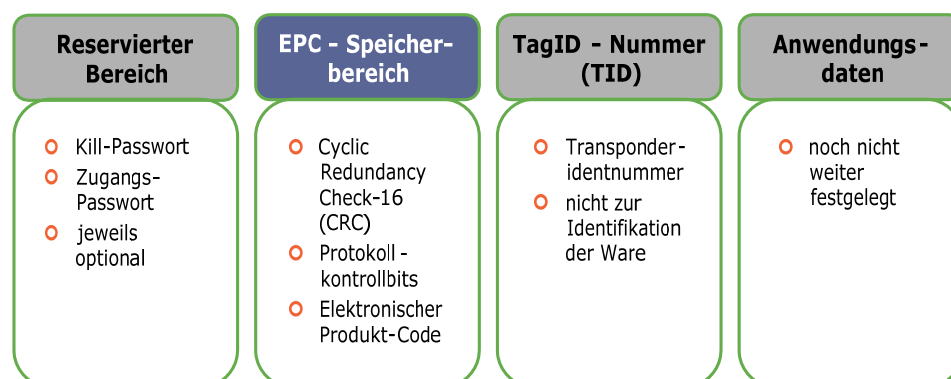 Reservierter
Bereich
Kill-Passwort
Zugangs-
Passwort
jeweils
optional
EPC - Speicher-
bereich
Cyclic
Redundancy
Check-16
(CRC)
Protokoll-
kontrollbits
Elektronischer
Produkt-Code
TagID - Nummer
(TID)
Transponder-
identnummer
nicht zur
Identifikation
der Ware
Anwendungs-
daten
noch nicht
weiter
festgelegt